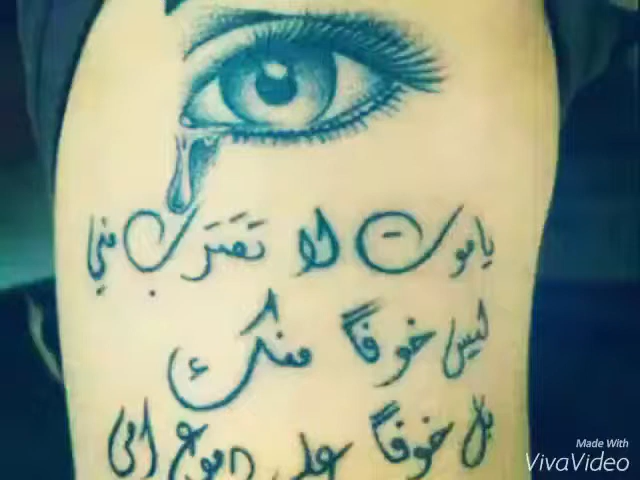 ياموت لا تقترب مني
ليس خوفاً منك
بل خوفاً على دموع امي
Made With
VivaVideo